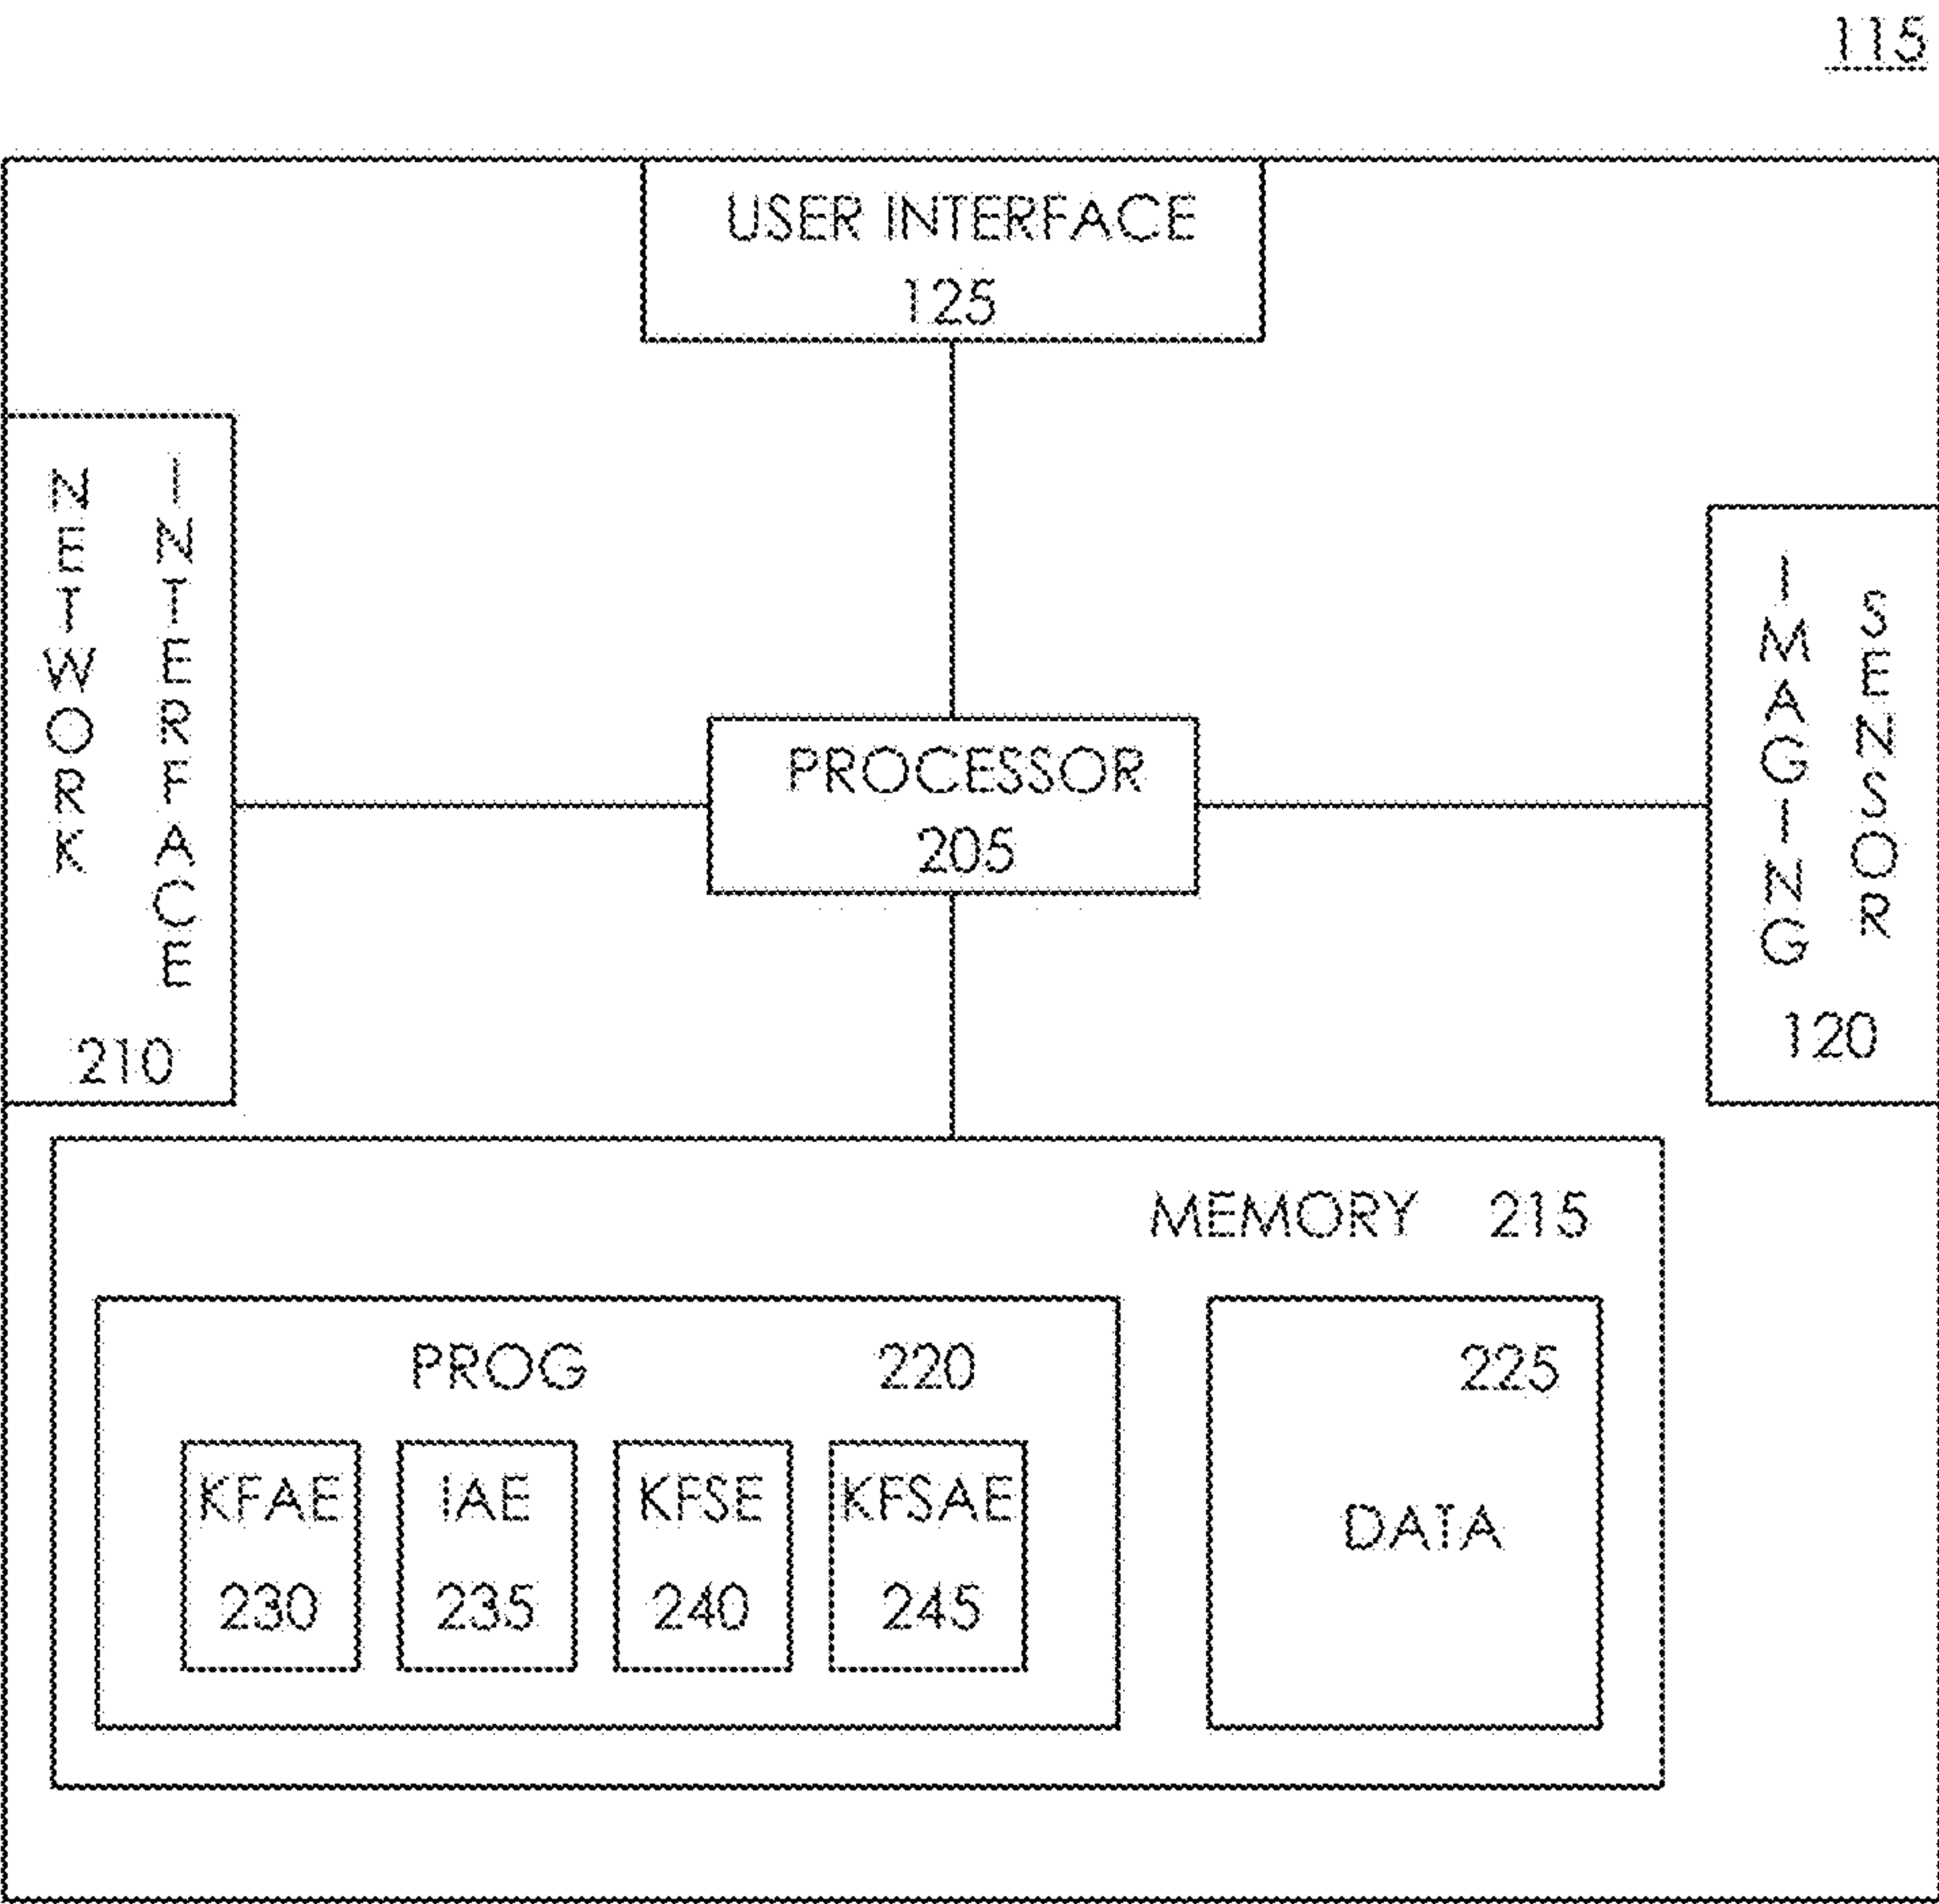 115
USER INTERFACE
125
NETWORK
INTERFACE
210
PROCESSOR
205
IMAGING
SENSOR
120
MEMORY 215
PROG 220
225
KFAE
230
IAE
235
KFSE
240
KFSAE
245
DATA